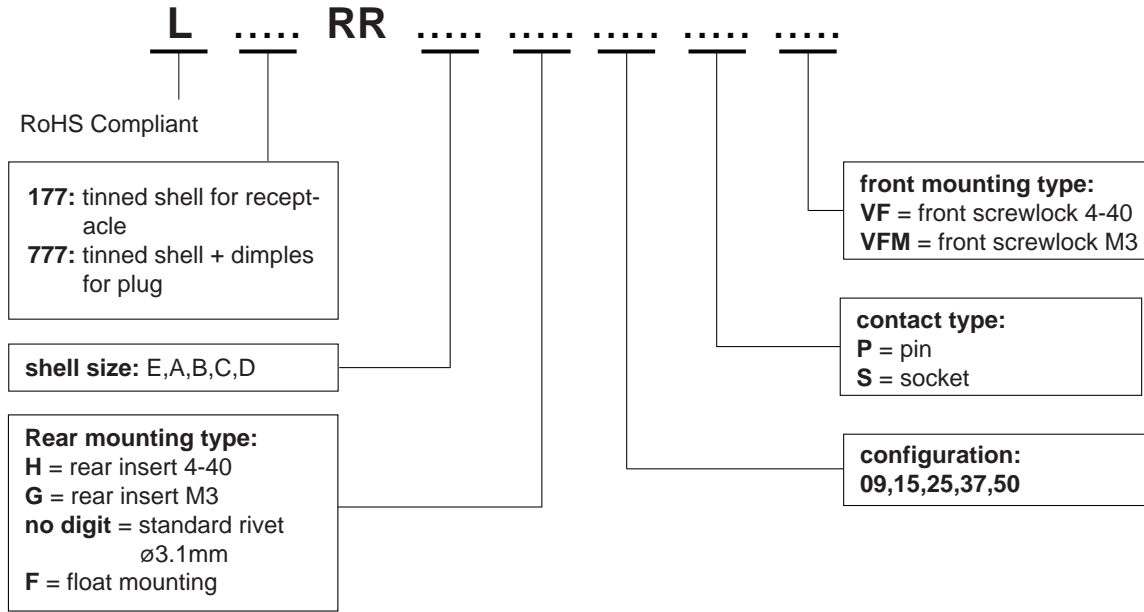 L ..... RR ..... ..... ..... ..... .....
RoHS Compliant
177: tinned shell for recept-
acle
777: tinned shell + dimples
for plug
shell size: E,A,B,C,D
Rear mounting type:
H = rear insert 4-40
G = rear insert M3
no digit = standard rivet
ø3.1mm
F = float mounting
front mounting type:
VF = front screwlock 4-40
VFM = front screwlock M3
contact type:
P = pin
S = socket
configuration:
09,15,25,37,50